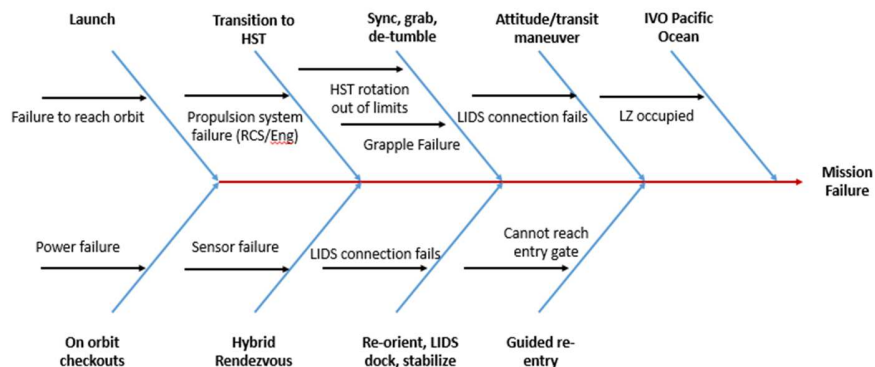 Launch
Transition to
HST
Sync, grab,
de-tumble
Attitude/transit
maneuver
IVO Pacific
Ocean
Failure to reach orbit
Propulsion system
failure (RCS/Eng)
HST rotation
out of limits
Grapple Failure
LIDS connection fails
LZ occupied
Mission
Failure
Power failure
Sensor failure
LIDS connection fails
Cannot reach
entry gate
On orbit
checkouts
Hybrid
Rendezvous
Re-orient, LIDS
dock, stabilize
Guided re-
entry